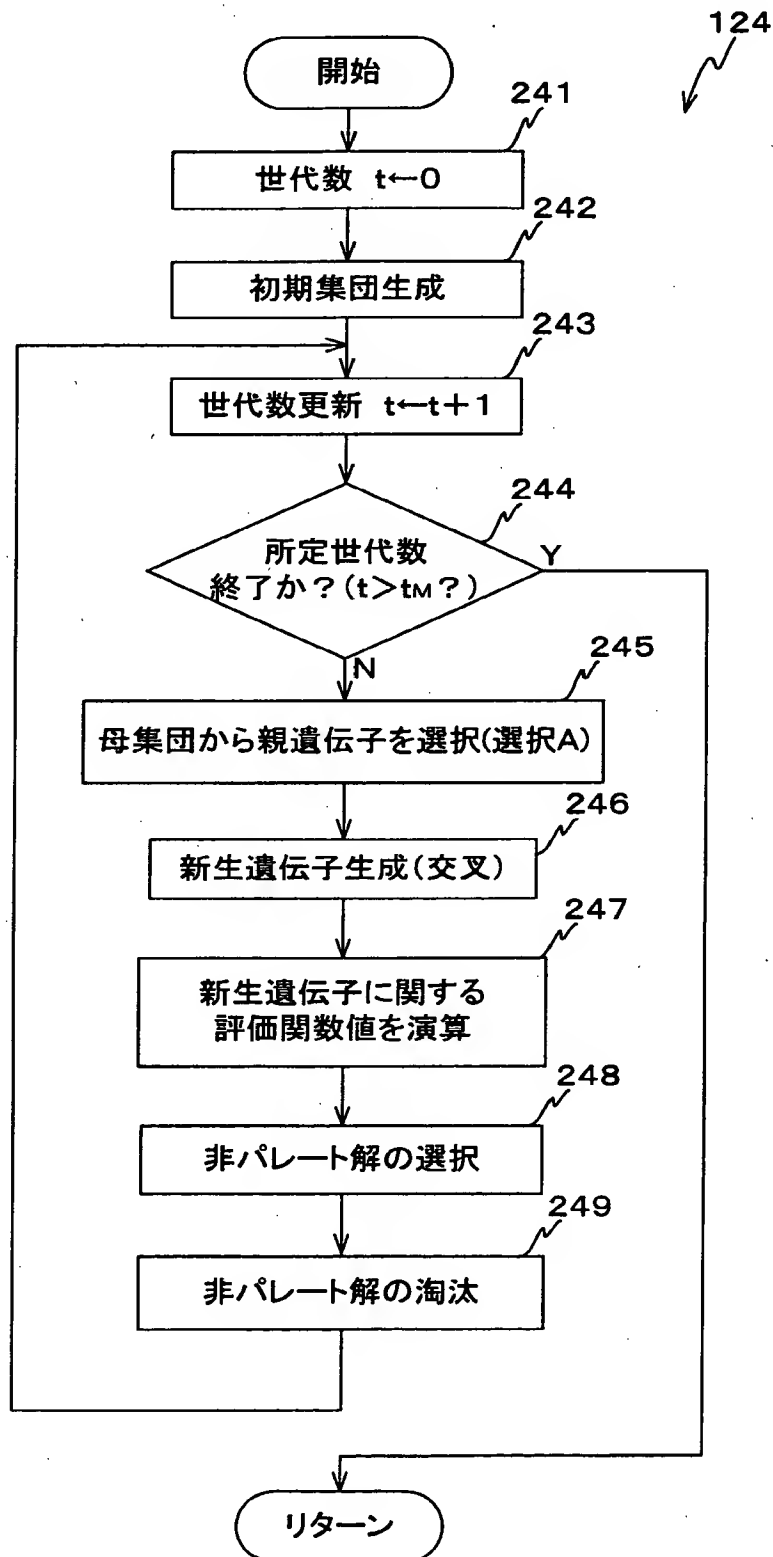 124
開始
241
世代数 t←0
242
初期集団生成
243
世代数更新 t←t+1
244
所定世代数
終了か?(t>tM?)
Y
N
245
母集団から親遺伝子を選択(選択A)
246
新生遺伝子生成(交叉)
247
新生遺伝子に関する
評価関数値を演算
248
非パレート解の選択
249
非パレート解の淘汰
リターン